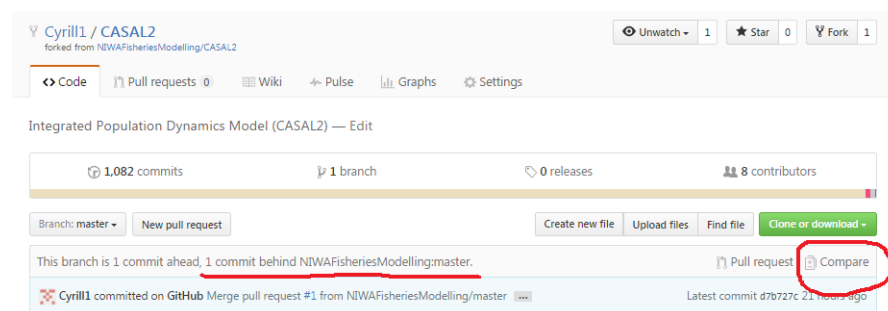 Cyrill1 / CASAL2
forked from NIWAFisheriesModelling/CASAL2
Unwatch 1 Star 0 Fork 1
Code Pull requests 0 Wiki Pulse Graphs Settings
Integrated Population Dynamics Model (CASAL2) — Edit
1,082 commits 1 branch 0 releases 8 contributors
Branch: master New pull request Create new file Upload files Find file Clone or download
This branch is 1 commit ahead, 1 commit behind NIWAFisheriesModelling:master. Pull request Compare
Cyrill1 committed on GitHub Merge pull request #1 from NIWAFisheriesModelling/master ... Latest commit d7b727c 21 hours ago